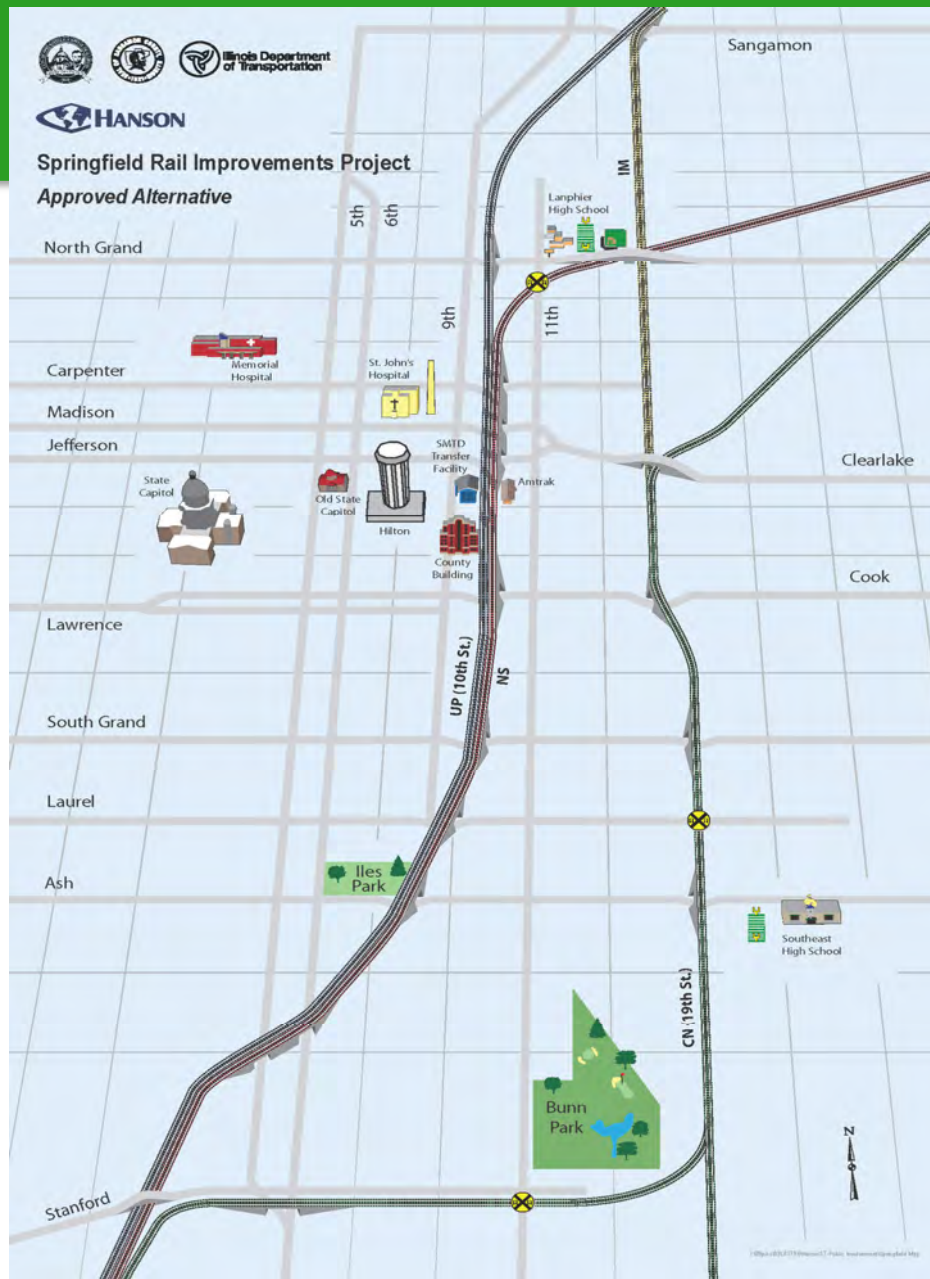 Illinois Department
of Transportation
HANSON
Springfield Rail Improvements Project
Approved Alternative
Sangamon
IM
5th
6th
Lanphier
High School
North Grand
9th
11th
Memorial
Hospital
St. John's
Hospital
Carpenter
Madison
Jefferson
SMTD
Transfer
Facility
Clearlake
State
Capitol
Old State
Capitol
Hilton
Amtrak
County
Building
Cook
Lawrence
UP (10th St.)
NS
South Grand
Laurel
Iles
Park
Ash
Southeast
High School
CN (19th St.)
Bunn
Park
N
Stanford